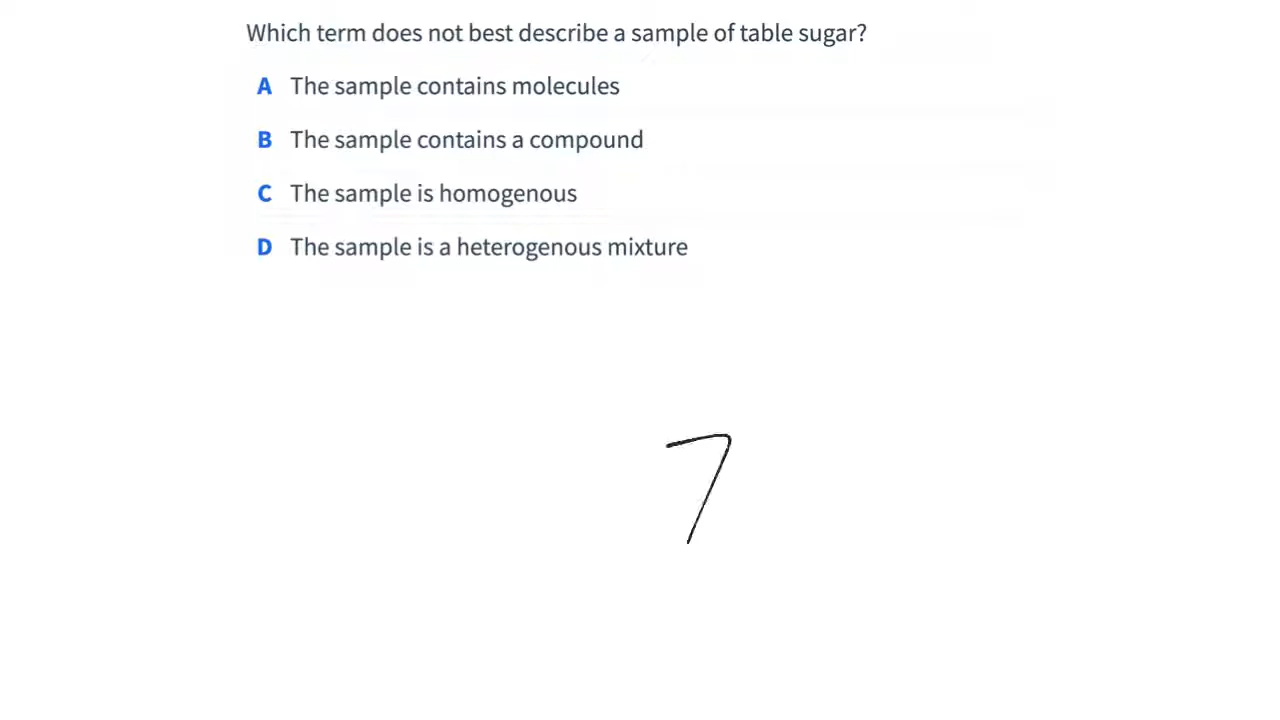 Which term does not best describe a sample of table sugar?
A The sample contains molecules
B The sample contains a compound
C The sample is homogenous
D The sample is a heterogenous mixture
7